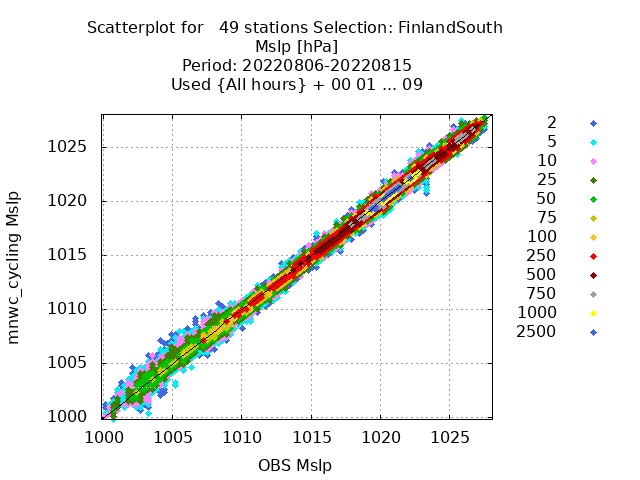 Scatterplot for   49 stations Selection: FinlandSouth
Mslp [hPa]
Period: 20220806-20220815
Used {All hours} + 00 01 ... 09
mnwc_cycling Mslp
1025
1020
1015
1010
1005
1000
1000 1005 1010 1015 1020 1025
OBS Mslp
2
5
10
25
50
75
100
250
500
750
1000
2500